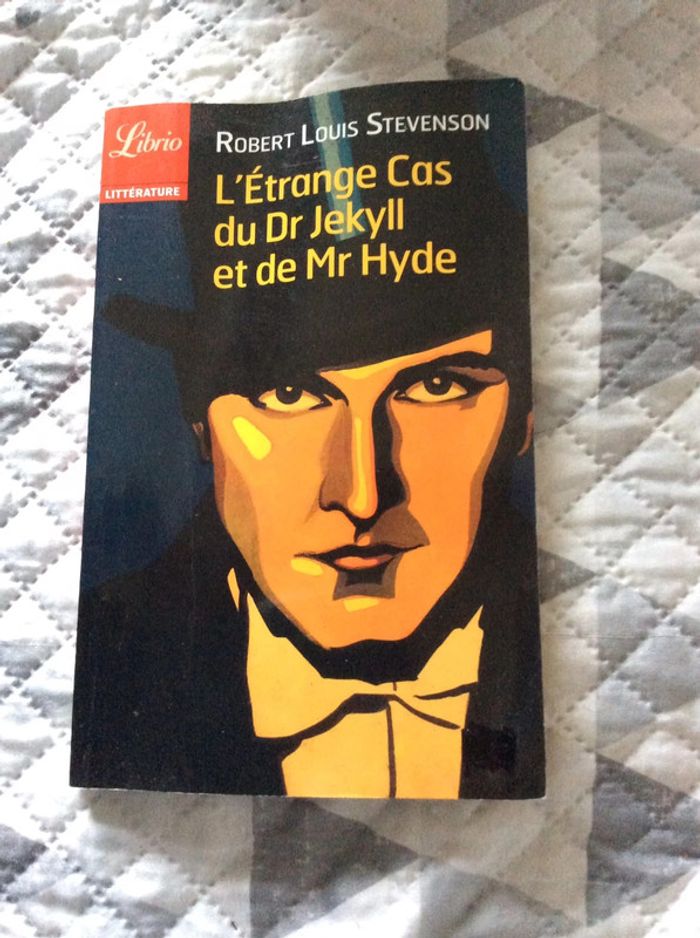 Librio
LITTÉRATURE
ROBERT LOUIS STEVENSON
L'Étrange Cas
du Dr Jekyll
et de Mr Hyde